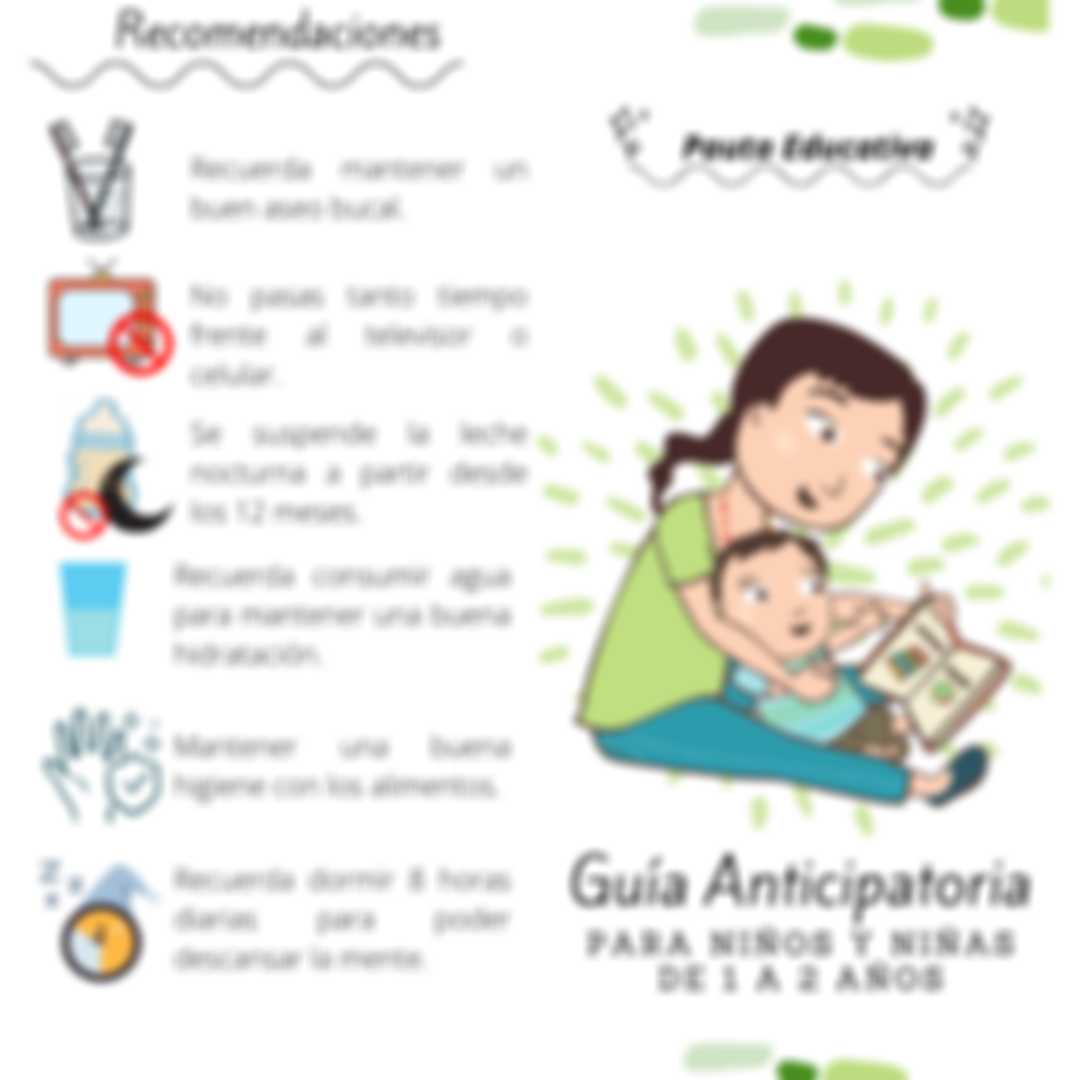 Recomendaciones
Recuerda mantener un
buen aseo bucal.
No pasas tanto tiempo
frente al televisor o
celular.
Se suspende la leche
nocturna a partir desde
los 12 meses.
Recuerda consumir agua
para mantener una buena
hidratación.
Mantener una buena
higiene con los alimentos.
Recuerda dormir 8 horas
diarias para poder
descansar la mente.
Pauta Educativa
Guía Anticipatoria
PARA NIÑOS Y NIÑAS
DE 1 A 2 AÑOS